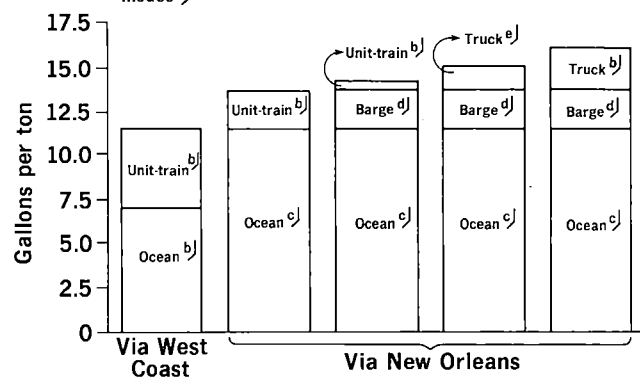 modes ⌋
17.5
15.0
12.5
10.0
7.5
5.0
2.5
0
Gallons per ton
Unit-train b⌋
Ocean b⌋
Unit-train b⌋
Ocean c⌋
Unit-train b⌋
Barge d⌋
Ocean c⌋
Truck e⌋
Barge d⌋
Ocean c⌋
Truck b⌋
Barge d⌋
Ocean c⌋
Via West
Coast
Via New Orleans